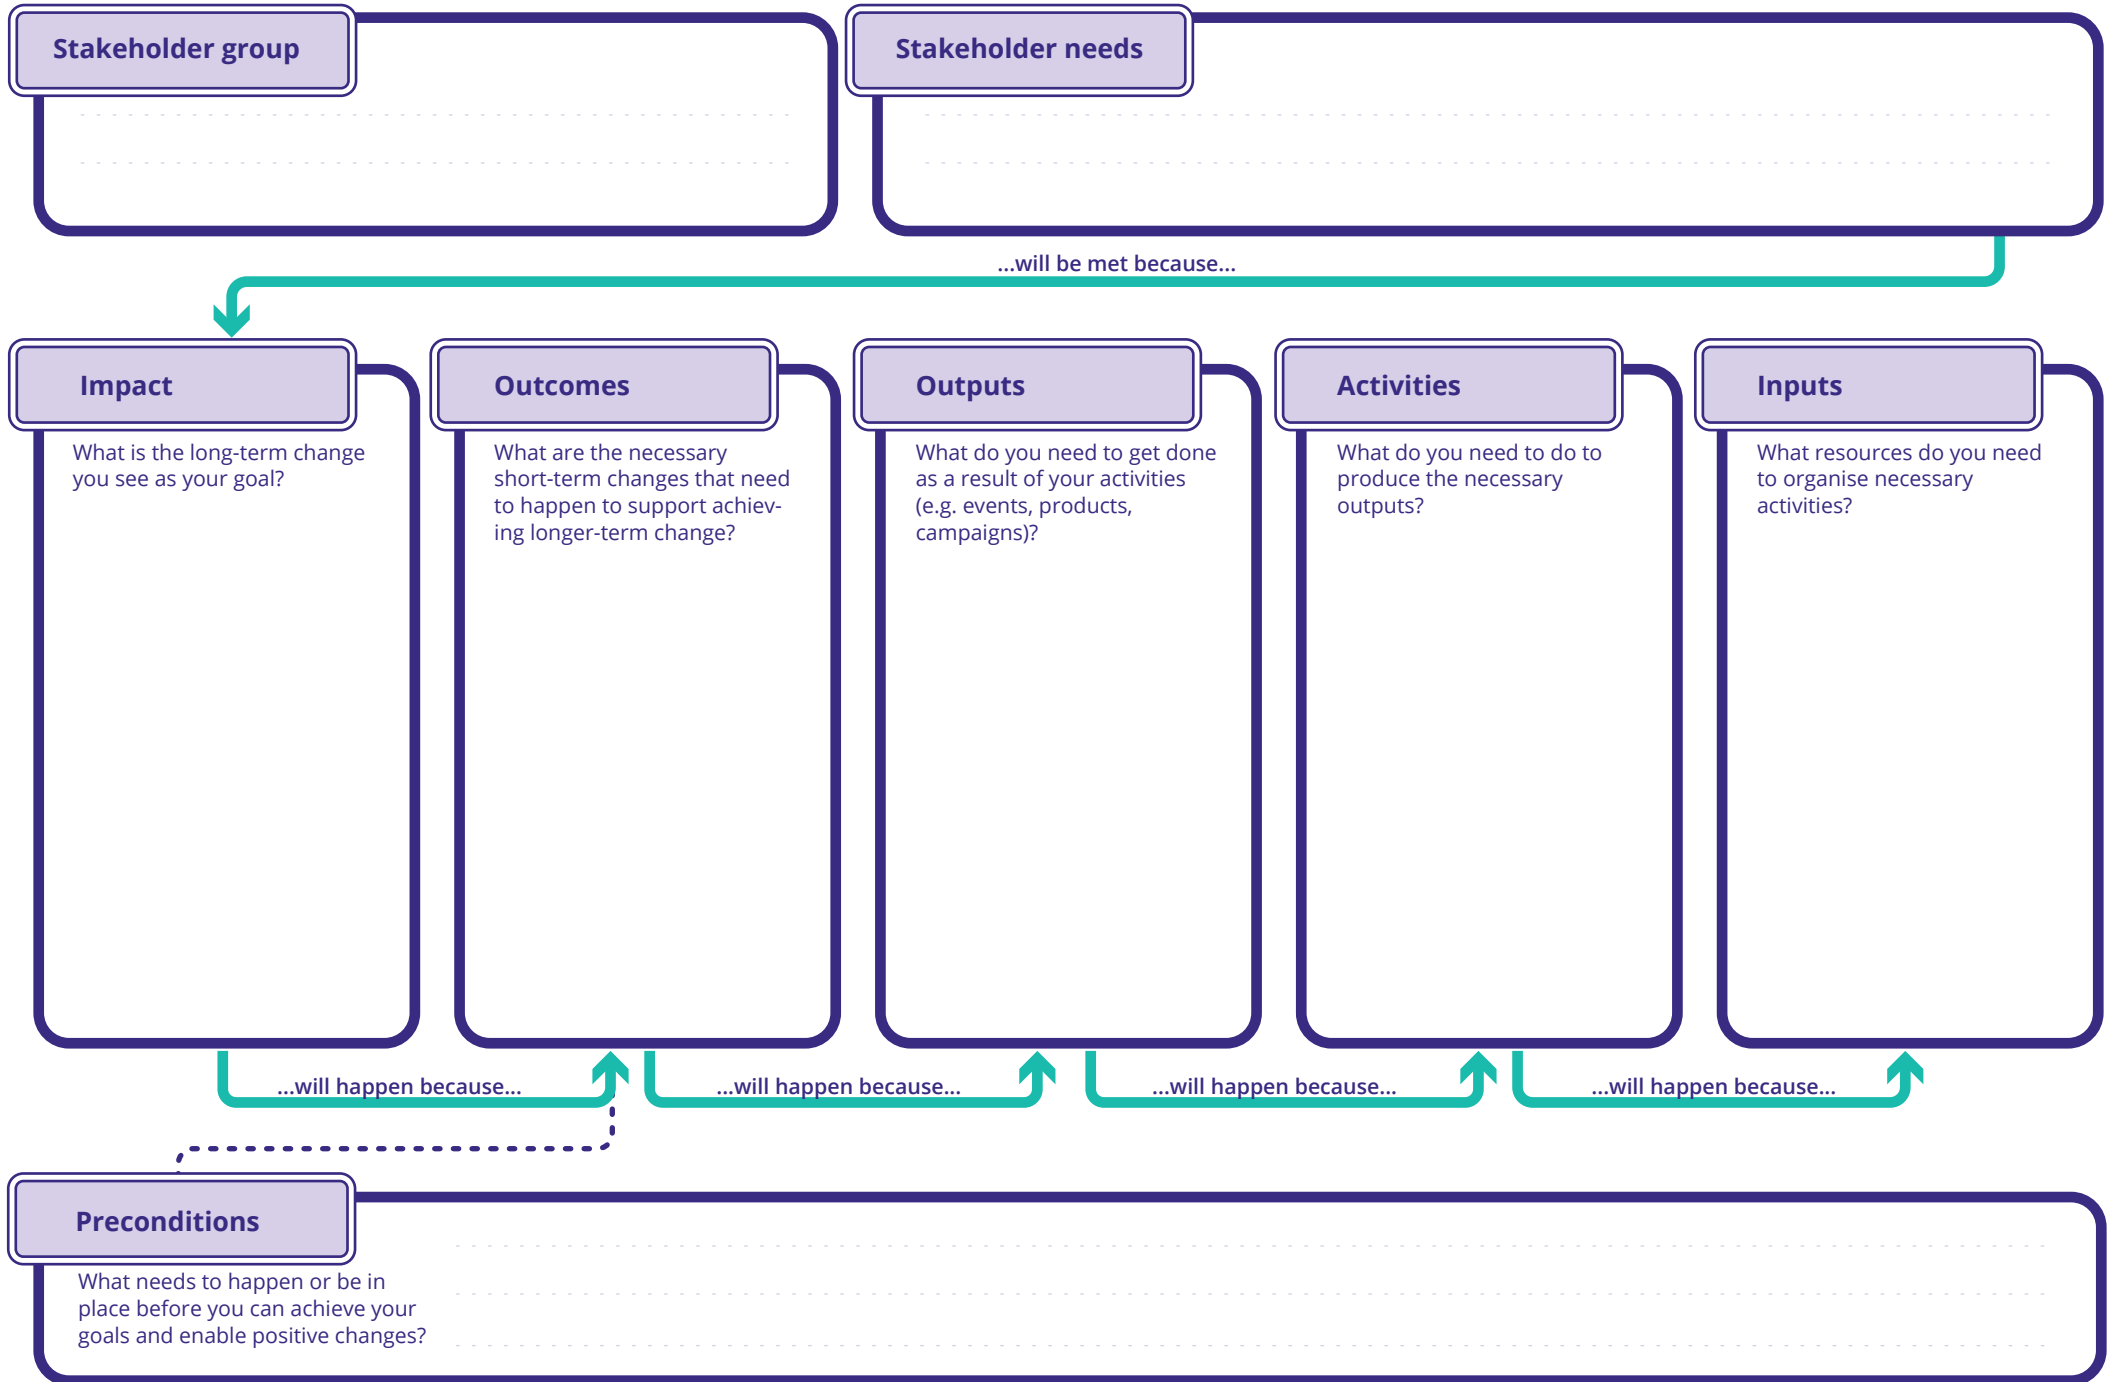 Stakeholder group
Stakeholder needs
...will be met because...
Impact
What is the long-term change
you see as your goal?
Outcomes
What are the necessary
short-term changes that need
to happen to support achiev-
ing longer-term change?
Outputs
What do you need to get done
as a result of your activities
(e.g. events, products,
campaigns)?
Activities
What do you need to do to
produce the necessary
outputs?
Inputs
What resources do you need
to organise necessary
activities?
...will happen because...
...will happen because...
...will happen because...
...will happen because...
Preconditions
What needs to happen or be in
place before you can achieve your
goals and enable positive changes?